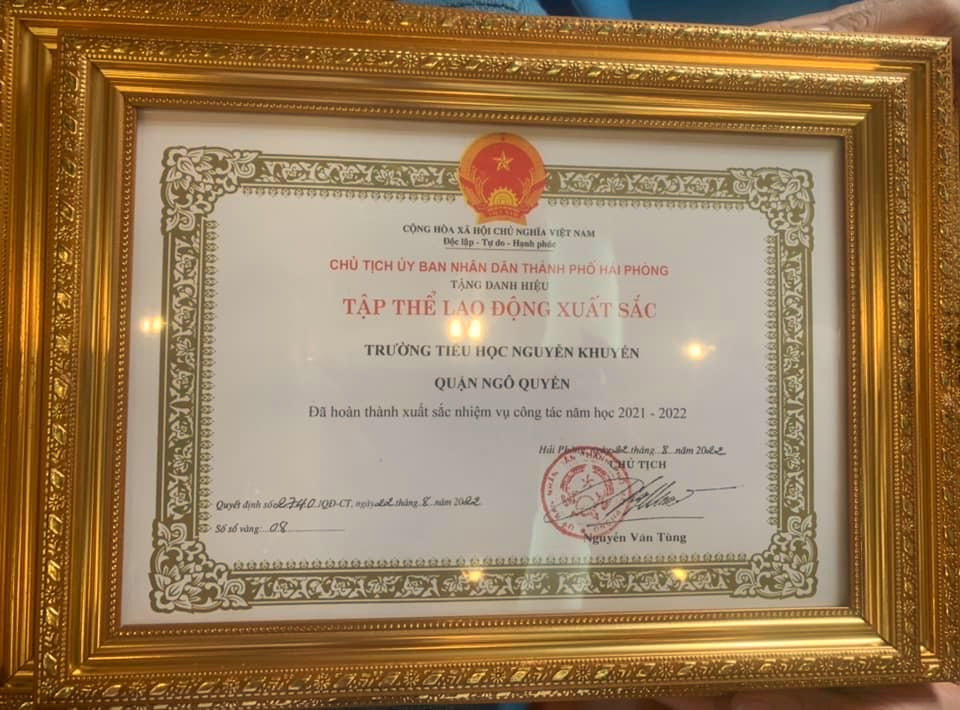 CỘNG HÒA XÃ HỘI CHỦ NGHĨA VIỆT NAM
Độc lập - Tự do - Hạnh phúc
CHỦ TỊCH ỦY BAN NHÂN DÂN THÀNH PHỐ HẢI PHÒNG
TẶNG DANH HIỆU
TẬP THỂ LAO ĐỘNG XUẤT SẮC
TRƯỜNG TIỂU HỌC NGUYỄN KHUYẾN
QUẬN NGÔ QUYỀN
Đã hoàn thành xuất sắc nhiệm vụ công tác năm học 2021 - 2022
Hải Phòng, ngày 22 tháng 8 năm 2022
CHỦ TỊCH
Quyết định số 2740 /QĐ-CT, ngày 22 tháng 8 năm 2022
Số sổ vàng: 08
Nguyễn Văn Tùng